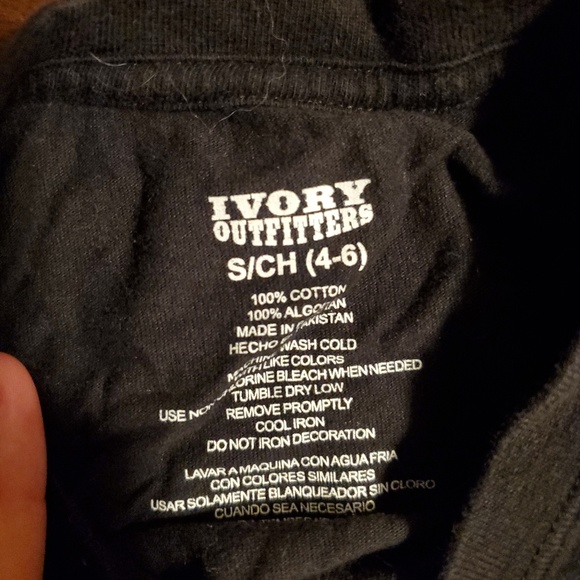 IVORY
OUTFITTERS
S/CH (4-6)
100% COTTON
100% ALGODAN
MADE IN PAKISTAN
HECHO
WASH COLD
LIKE COLORS
USE NON BLEACH WHEN NEEDED
TUMBLE DRY LOW
REMOVE PROMPTLY
COOL IRON
DO NOT IRON DECORATION
LAVAR A MAQUINA CON AGUA FRIA
CON COLORES SIMILARES
USAR SOLAMENTE BLANQUEADOR SIN CLORO
CUANDO SEA NECESARIO